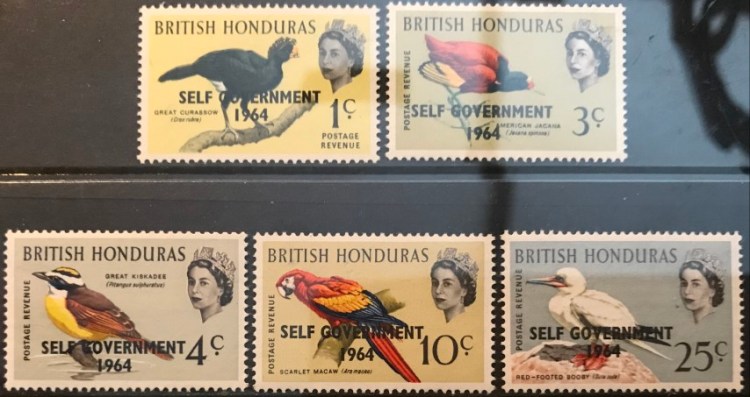 BRITISH HONDURAS
GREAT CURASSOW
(Crax rubra)
SELF GOVERNMENT
1964
1c
POSTAGE
REVENUE
BRITISH HONDURAS
POSTAGE REVENUE
SELF GOVERNMENT
1964
AMERICAN JACANA
(Jacana spinosa)
3c
BRITISH HONDURAS
GREAT KISKADEE
(Pitangus sulphuratus)
POSTAGE REVENUE
SELF GOVERNMENT
1964
4c
BRITISH HONDURAS
POSTAGE REVENUE
SELF GOVERNMENT
1964
10c
SCARLET MACAW (Ara macao)
BRITISH HONDURAS
POSTAGE REVENUE
SELF GOVERNMENT
1964
25c
RED-FOOTED BOOBY (Sula sula)